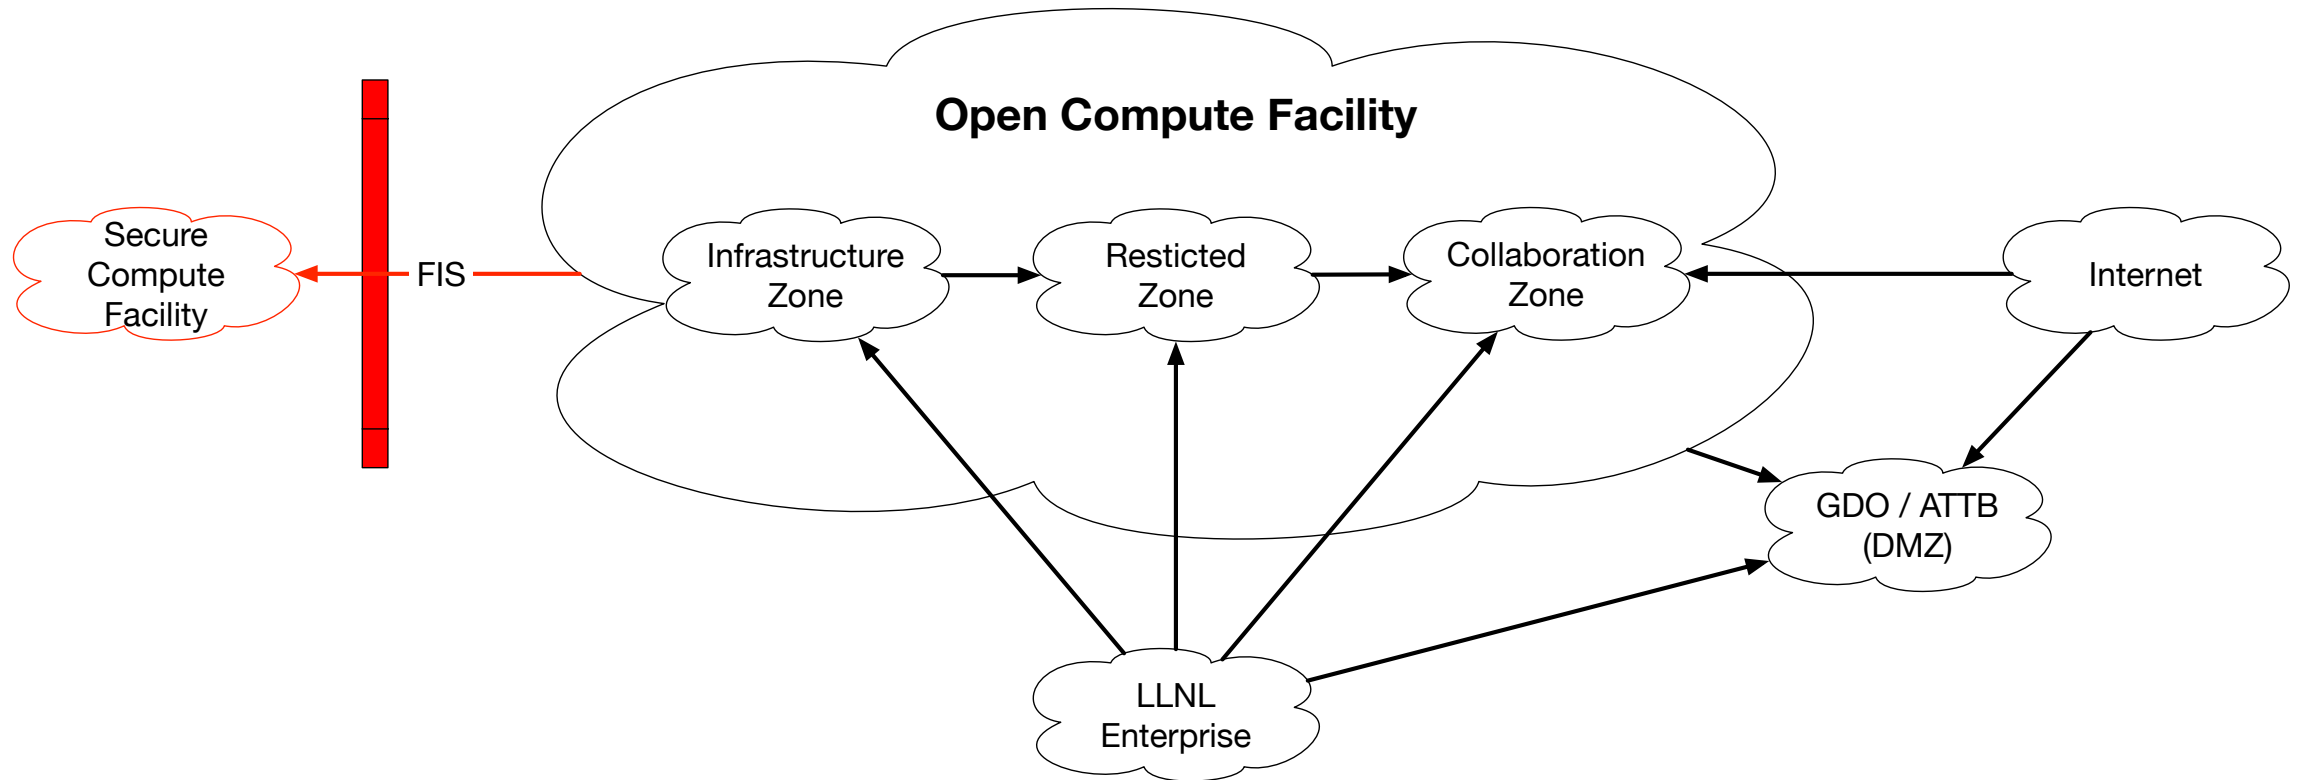 Open Compute Facility
Secure
Compute
Facility
FIS
Infrastructure
Zone
Resticted
Zone
Collaboration
Zone
Internet
GDO / ATTB
(DMZ)
LLNL
Enterprise